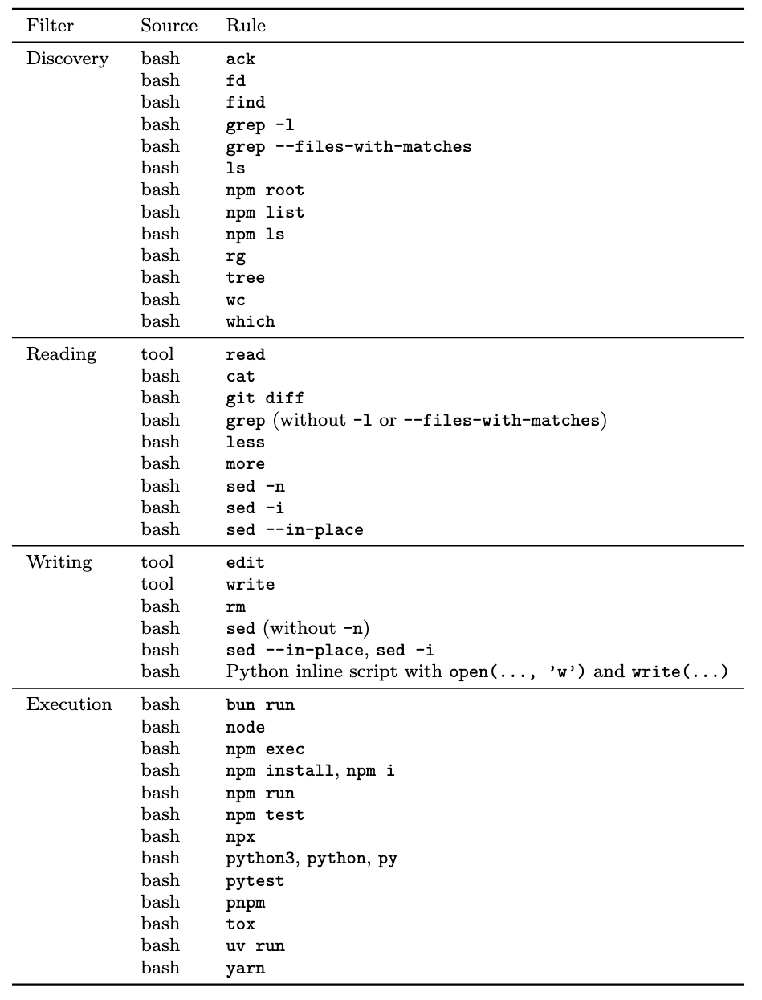 Filter Source Rule
Discovery bash ack
bash fd
bash find
bash grep -l
bash grep --files-with-matches
bash ls
bash npm root
bash npm list
bash npm ls
bash rg
bash tree
bash wc
bash which
Reading tool read
bash cat
bash git diff
bash grep (without -l or --files-with-matches)
bash less
bash more
bash sed -n
bash sed -i
bash sed --in-place
Writing tool edit
tool write
bash rm
bash sed (without -n)
bash sed --in-place, sed -i
bash Python inline script with open(..., ’w’) and write(...)
Execution bash bun run
bash node
bash npm exec
bash npm install, npm i
bash npm run
bash npm test
bash npx
bash python3, python, py
bash pytest
bash pnpm
bash tox
bash uv run
bash yarn